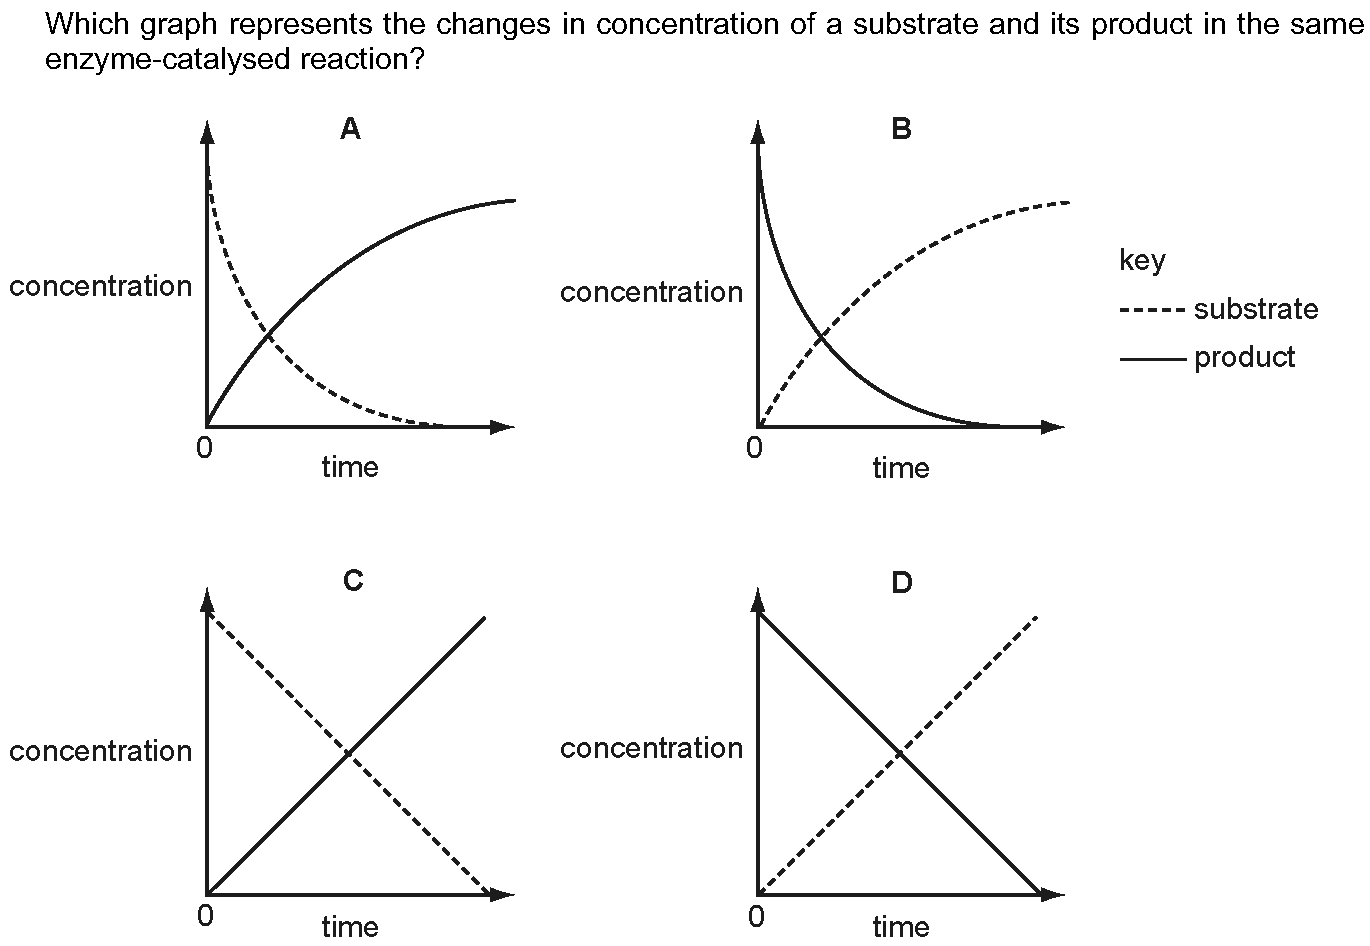 Which graph represents the changes in concentration of a substrate and its product in the same
enzyme-catalysed reaction?
A
concentration
0
time
B
concentration
0
time
key
substrate
product
C
concentration
0
time
D
concentration
0
time